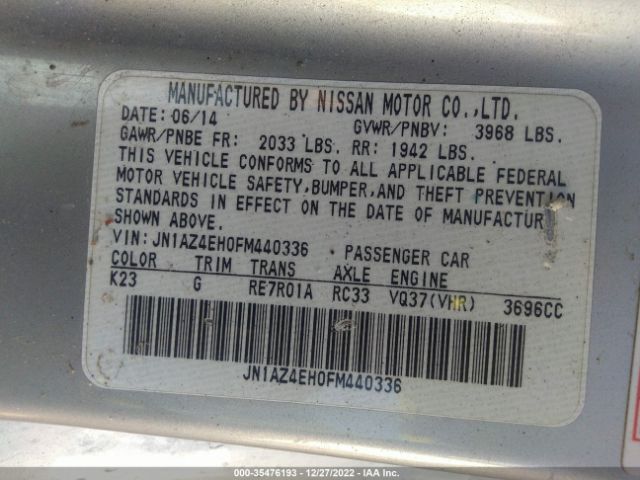 MANUFACTURED BY NISSAN MOTOR CO.,LTD.
DATE: 06/14 GVWR/PNBV: 3968 LBS.
GAWR/PNBE FR: 2033 LBS. RR: 1942 LBS.
THIS VEHICLE CONFORMS TO ALL APPLICABLE FEDERAL
MOTOR VEHICLE SAFETY,BUMPER,AND THEFT PREVENTION
STANDARDS IN EFFECT ON THE DATE OF MANUFACTUR
SHOWN ABOVE.
VIN:JN1AZ4EH0FM440336 . PASSENGER CAR
COLOR TRIM TRANS AXLE ENGINE
K23 G RE7R01A RC33 VQ37(VHR) 3696CC
JN1AZ4EH0FM440336
000-35476193 - 12/27/2022 - IAA Inc.